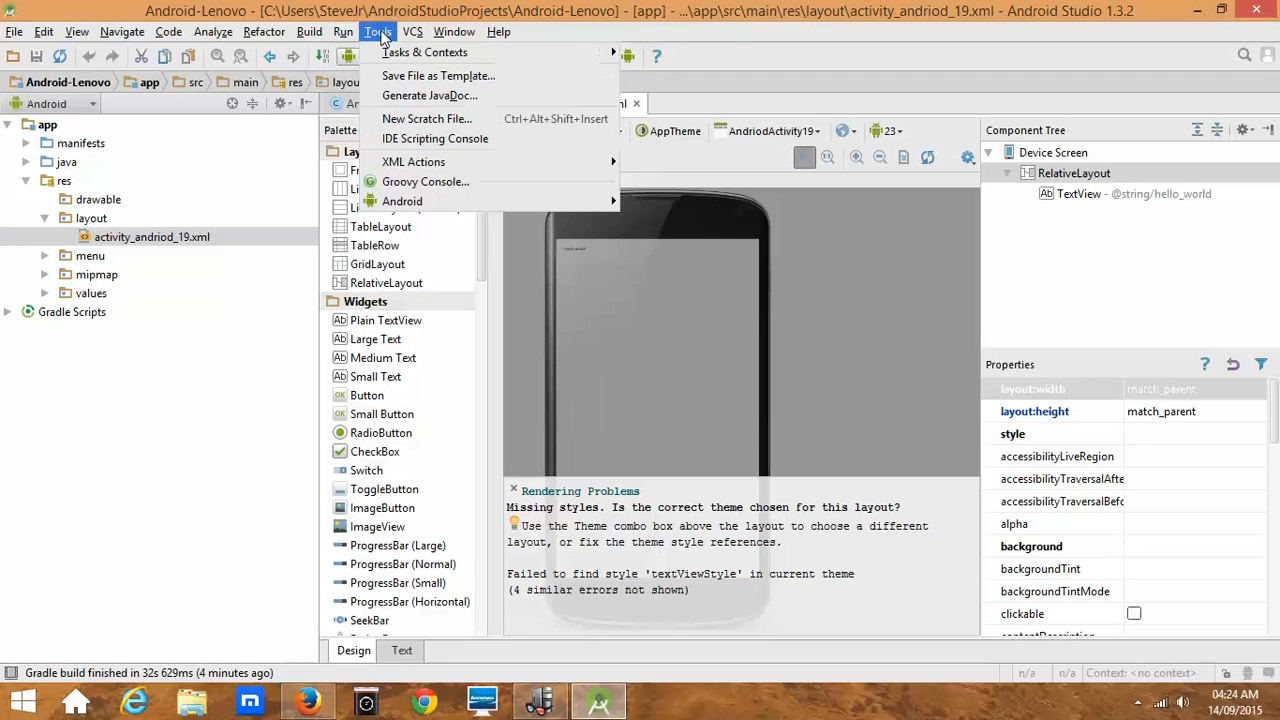 Android-Lenovo - [C:\Users\SteveJr\AndroidStudioProjects\Android-Lenovo] - [app] - ...\app\src\main\res\layout\activity_andriod_19.xml - Android Studio 1.3.2
File Edit View Navigate Code Analyze Refactor Build Run Tools VCS Window Help
Tasks & Contexts
Save File as Template...
Generate JavaDoc...
New Scratch File... Ctrl+Alt+Shift+Insert
IDE Scripting Console
XML Actions
Groovy Console...
Android
Android-Lenovo app src main res
Android
app
manifests
java
res
drawable
layout
activity_andriod_19.xml
menu
mipmap
values
Gradle Scripts
Palette
TableLayout
TableRow
GridLayout
RelativeLayout
Widgets
Plain TextView
Large Text
Medium Text
Small Text
Button
Small Button
RadioButton
CheckBox
Switch
ToggleButton
ImageButton
ImageView
ProgressBar (Large)
ProgressBar (Normal)
ProgressBar (Small)
ProgressBar (Horizontal)
SeekBar
AppTheme AndriodActivity19 23
Rendering Problems
Missing styles. Is the correct theme chosen for this layout?
Use the Theme combo box above the layout to choose a different
layout, or fix the theme style references.
Failed to find style 'textViewStyle' in current theme
(4 similar errors not shown)
Design Text
Component Tree
Device Screen
RelativeLayout
TextView - @string/hello_world
Properties
layout:width match_parent
layout:height match_parent
style
accessibilityLiveRegion
accessibilityTraversalAfte
accessibilityTraversalBefo
alpha
background
backgroundTint
backgroundTintMode
clickable
Gradle build finished in 32s 629ms (4 minutes ago)
n/a n/a Context: <no context>
04:24 AM
14/09/2015